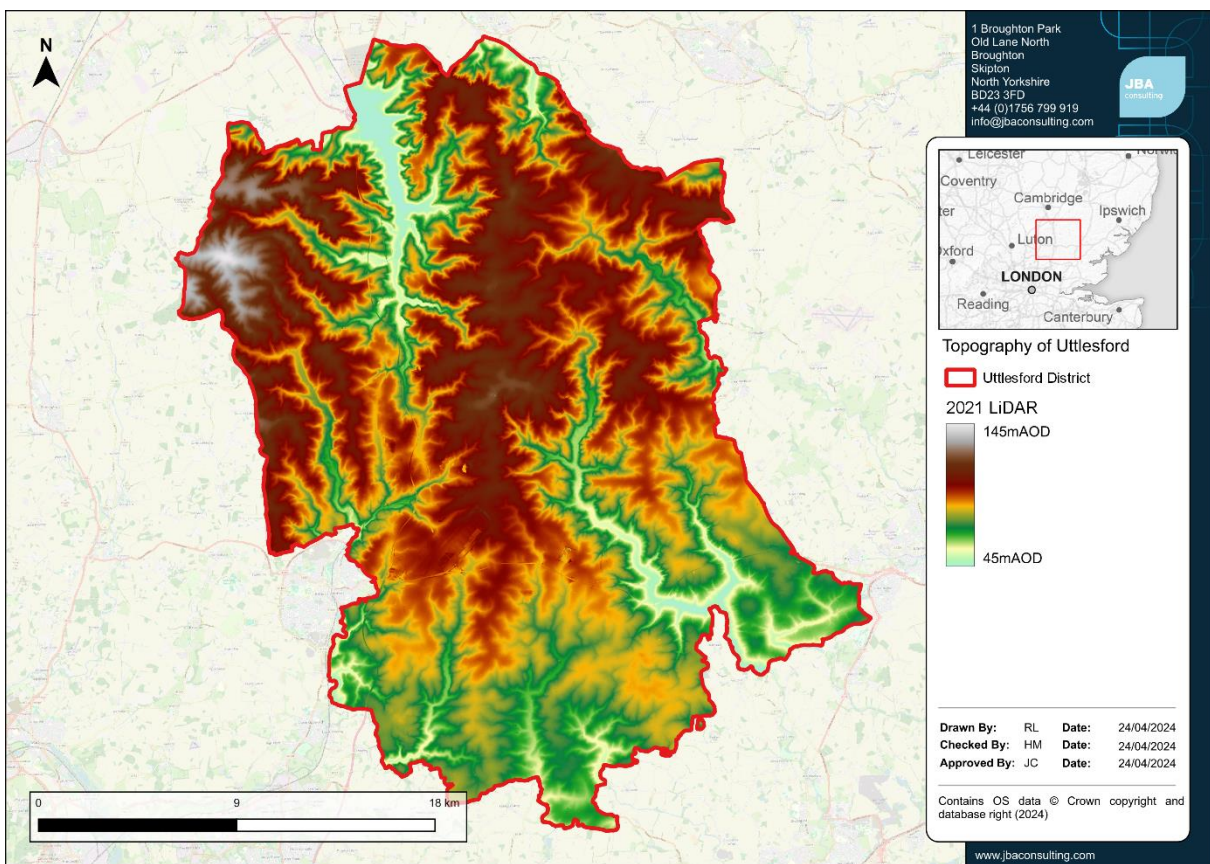 N
0
9
18 km
1 Broughton Park
Old Lane North
Broughton
Skipton
North Yorkshire
BD23 3FD
+44 (0)1756 799 919
info@jbaconsulting.com
JBA
consulting
Leicester
Coventry
Cambridge
Ipswich
Luton
LONDON
Reading
Canterbury
Topography of Uttlesford
Uttlesford District
2021 LiDAR
145mAOD
45mAOD
Drawn By: RL Date: 24/04/2024
Checked By: HM Date: 24/04/2024
Approved By: JC Date: 24/04/2024
Contains OS data © Crown copyright and
database right (2024)
www.jbaconsulting.com